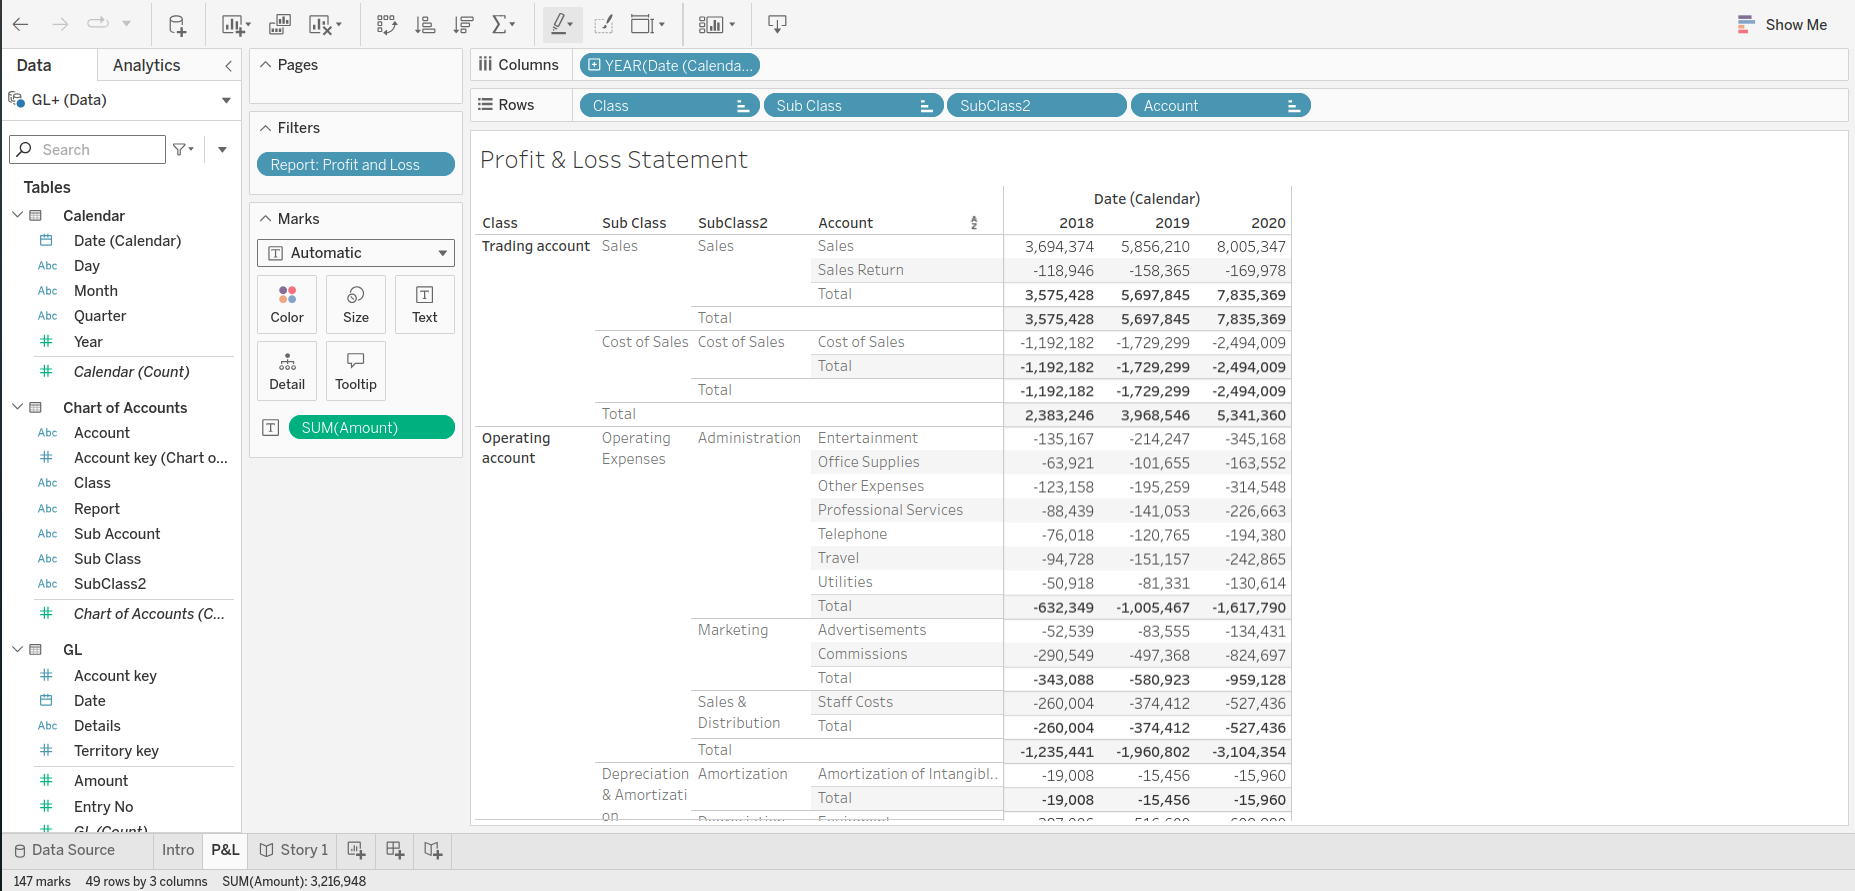 Show Me
Data Analytics
GL+ (Data)
Search
Tables
Calendar
Date (Calendar)
Abc Day
Abc Month
Abc Quarter
Year
Calendar (Count)
Chart of Accounts
Abc Account
Account key (Chart o...
Abc Class
Abc Report
Abc Sub Account
Abc Sub Class
Abc SubClass2
Chart of Accounts (C...
GL
Account key
Date
Abc Details
Territory key
Amount
Entry No
GL (Count)
Pages
Filters
Report: Profit and Loss
Marks
T Automatic
Color Size Text
Detail Tooltip
T SUM(Amount)
Columns YEAR(Date (Calenda...
Rows Class Sub Class SubClass2 Account
Profit & Loss Statement
Date (Calendar)
Class Sub Class SubClass2 Account 2018 2019 2020
Trading account Sales Sales Sales 3,694,374 5,856,210 8,005,347
Sales Return -118,946 -158,365 -169,978
Total 3,575,428 5,697,845 7,835,369
Total 3,575,428 5,697,845 7,835,369
Cost of Sales Cost of Sales Cost of Sales -1,192,182 -1,729,299 -2,494,009
Total -1,192,182 -1,729,299 -2,494,009
Total -1,192,182 -1,729,299 -2,494,009
Total 2,383,246 3,968,546 5,341,360
Operating Operating Administration Entertainment -135,167 -214,247 -345,168
account Expenses Office Supplies -63,921 -101,655 -163,552
Other Expenses -123,158 -195,259 -314,548
Professional Services -88,439 -141,053 -226,663
Telephone -76,018 -120,765 -194,380
Travel -94,728 -151,157 -242,865
Utilities -50,918 -81,331 -130,614
Total -632,349 -1,005,467 -1,617,790
Marketing Advertisements -52,539 -83,555 -134,431
Commissions -290,549 -497,368 -824,697
Total -343,088 -580,923 -959,128
Sales & Staff Costs -260,004 -374,412 -527,436
Distribution Total -260,004 -374,412 -527,436
Total -1,235,441 -1,960,802 -3,104,354
Depreciation Amortization Amortization of Intangibl.. -19,008 -15,456 -15,960
& Amortizati Total -19,008 -15,456 -15,960
on Depreciation Equipment
Data Source Intro P&L Story 1
147 marks 49 rows by 3 columns SUM(Amount): 3,216,948